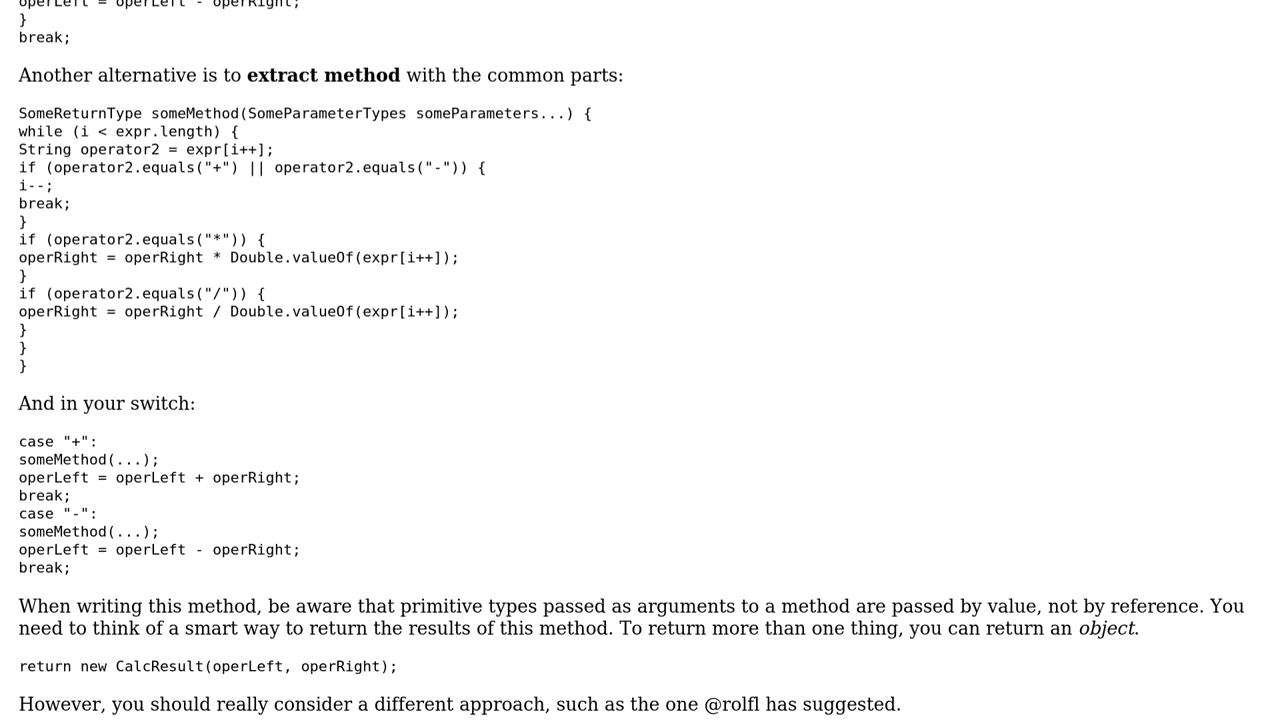 operLeft = operLeft - operRight;
}
break;
Another alternative is to extract method with the common parts:
SomeReturnType someMethod(SomeParameterTypes someParameters...) {
while (i < expr.length) {
String operator2 = expr[i++];
if (operator2.equals("+") || operator2.equals("-")) {
i--;
break;
}
if (operator2.equals("*")) {
operRight = operRight * Double.valueOf(expr[i++]);
}
if (operator2.equals("/")) {
operRight = operRight / Double.valueOf(expr[i++]);
}
}
}
And in your switch:
case "+":
someMethod(...);
operLeft = operLeft + operRight;
break;
case "-":
someMethod(...);
operLeft = operLeft - operRight;
break;
When writing this method, be aware that primitive types passed as arguments to a method are passed by value, not by reference. You
need to think of a smart way to return the results of this method. To return more than one thing, you can return an object.
return new CalcResult(operLeft, operRight);
However, you should really consider a different approach, such as the one @rolfl has suggested.